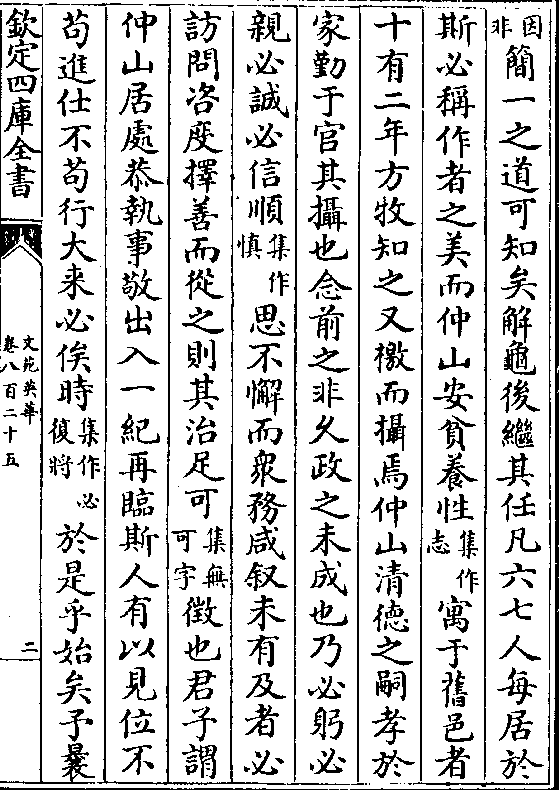 因非簡一之道可知矣解龜後繼其任凡六七人每居於
斯必稱作者之美而仲山安貧養性集作志寓于舊邑者
十有二年方牧知之又檄而攝焉仲山清德之嗣孝於
家勤于官其攝也念前之非久政之未成也乃必躬必
親必誠必信順集作慎思不懈而衆務咸叙未有及者必
訪問咨度擇善而從之則其治足可集無可字徵也君子謂
仲山居處恭執事敬出入一紀再臨斯人有以見位不
苟進仕不苟行大来必俟時集作必復將於是乎始矣予曩
欽定四庫全書
文苑英華
卷八百二十五
二